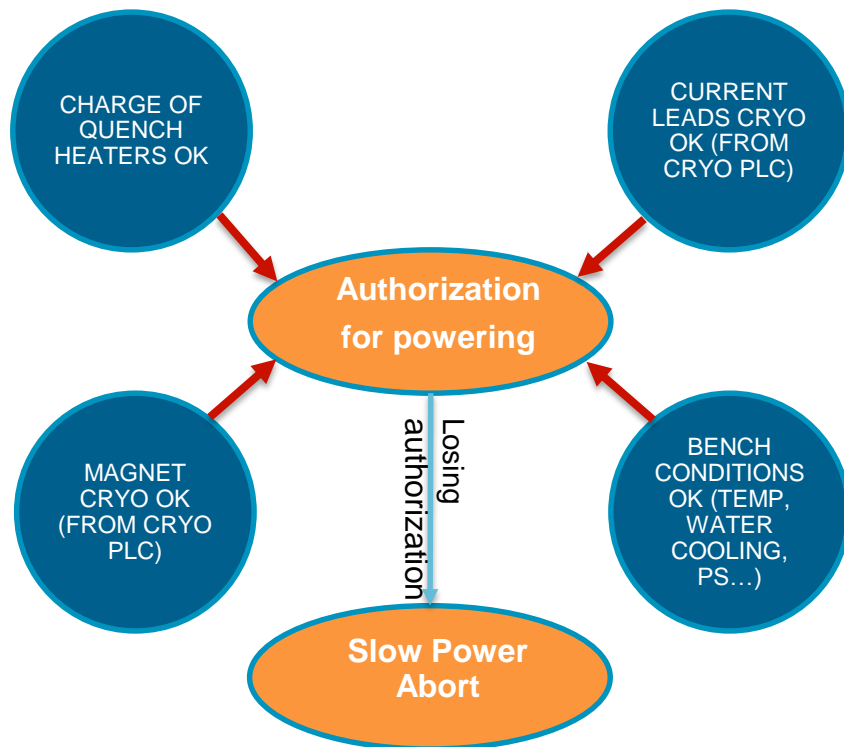 CHARGE OF
QUENCH
HEATERS OK
CURRENT
LEADS CRYO
OK (FROM
CRYO PLC)
Authorization
for powering
MAGNET
CRYO OK
(FROM CRYO
PLC)
Losing
authorization
BENCH
CONDITIONS
OK (TEMP,
WATER
COOLING,
PS…)
Slow Power
Abort